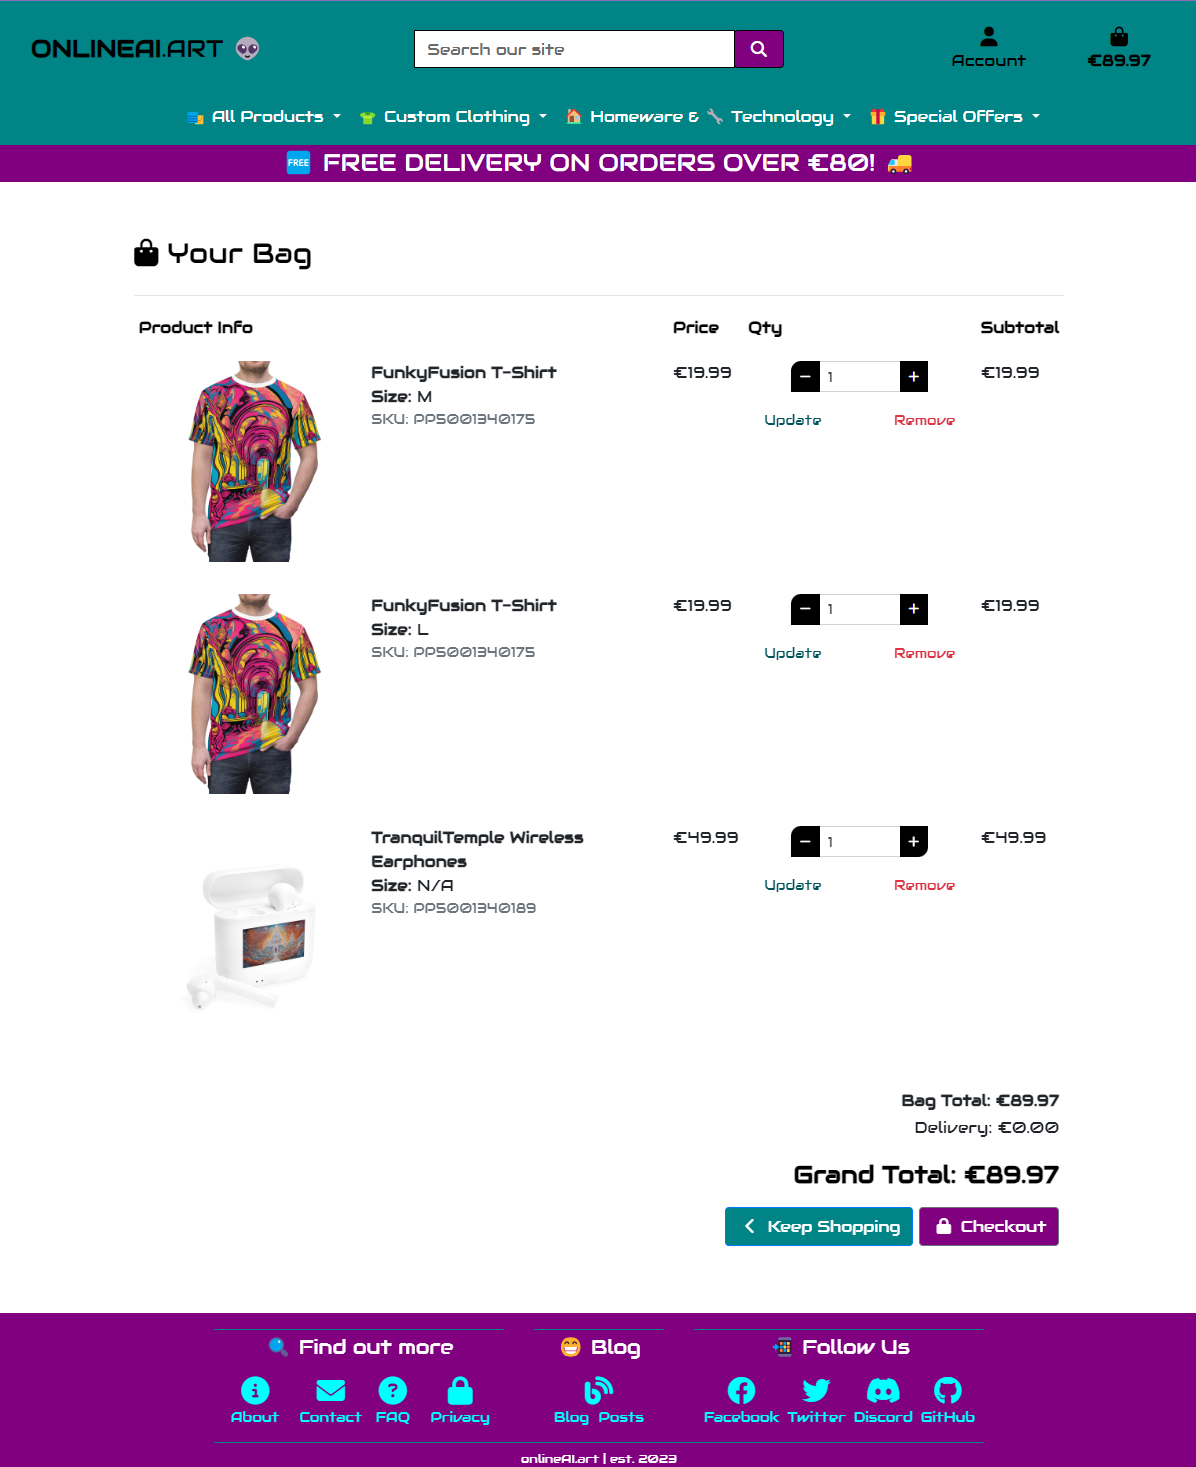 ONLINEAI.ART
Search our site
Account
€89.97
All Products
Custom Clothing
Homeware & Technology
Special Offers
FREE FREE DELIVERY ON ORDERS OVER €80!
Your Bag
Product Info Price Qty Subtotal
FunkyFusion T-Shirt €19.99 1 €19.99
Size: M
SKU: PP5001340175 Update Remove
FunkyFusion T-Shirt €19.99 1 €19.99
Size: L
SKU: PP5001340175 Update Remove
TranquilTemple Wireless €49.99 1 €49.99
Earphones
Size: N/A Update Remove
SKU: PP5001340189
Bag Total: €89.97
Delivery: €0.00
Grand Total: €89.97
Keep Shopping Checkout
Find out more Blog Follow Us
About Contact FAQ Privacy Blog Posts Facebook Twitter Discord GitHub
onlineAI.art | est. 2023